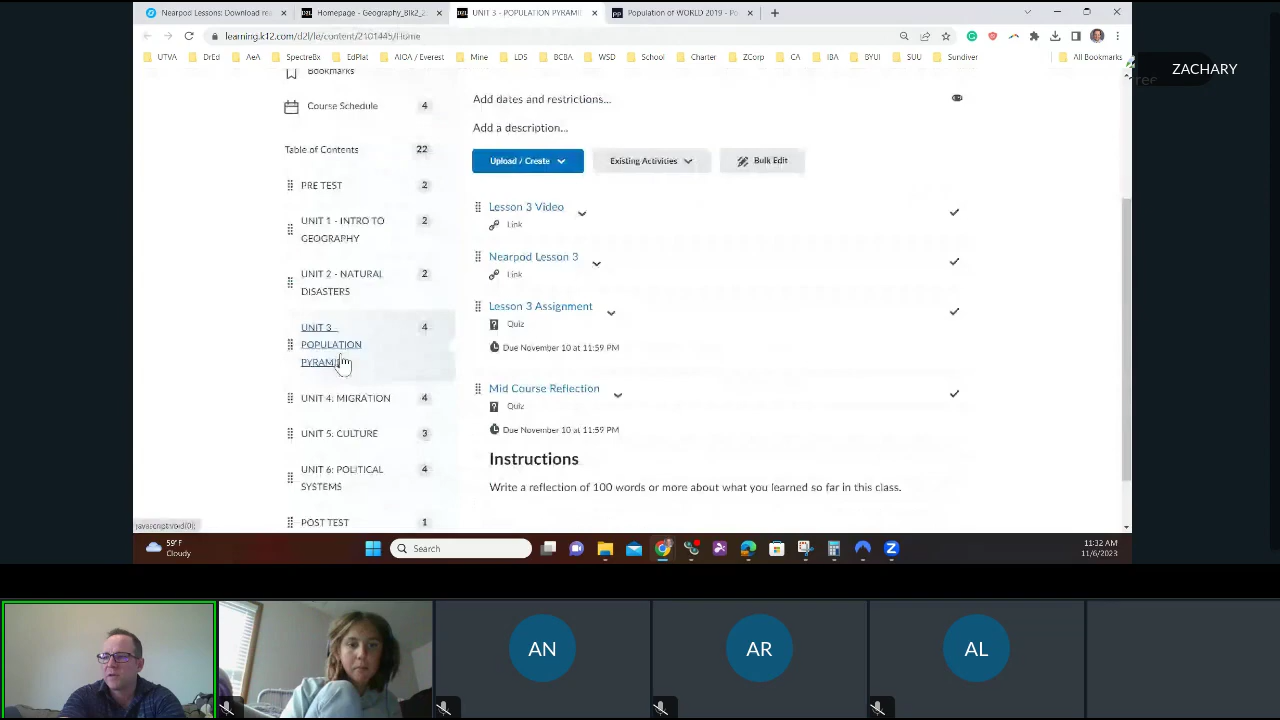 Nearpod Lessons: Download rea
Homepage - Geography_Blk2_2
UNIT 3 - POPULATION PYRAMI
Population of WORLD 2019 - Po
learning.k12.com/d2l/le/content/2101445/Home
UTVA
DrEd
AeA
SpectreBx
EdPlat
AICA / Everest
Mine
LDS
BCBA
WSD
School
Charter
ZCorp
CA
IBA
BYUI
SUU
Sundiver
All Bookmarks
ZACHARY
Bookmarks
Course Schedule 4
Table of Contents 22
PRE TEST 2
UNIT 1 - INTRO TO 2
GEOGRAPHY
UNIT 2 - NATURAL 2
DISASTERS
UNIT 3 - 4
POPULATION
PYRAMI
UNIT 4: MIGRATION 4
UNIT 5: CULTURE 3
UNIT 6: POLITICAL 4
SYSTEMS
POST TEST 1
javascript:void(0);
Add dates and restrictions...
Add a description...
Upload / Create
Existing Activities
Bulk Edit
Lesson 3 Video
Link
Nearpod Lesson 3
Link
Lesson 3 Assignment
Quiz
Due November 10 at 11:59 PM
Mid Course Reflection
Quiz
Due November 10 at 11:59 PM
Instructions
Write a reflection of 100 words or more about what you learned so far in this class.
59°F
Cloudy
Search
11:32 AM
11/6/2023
AN
AR
AL